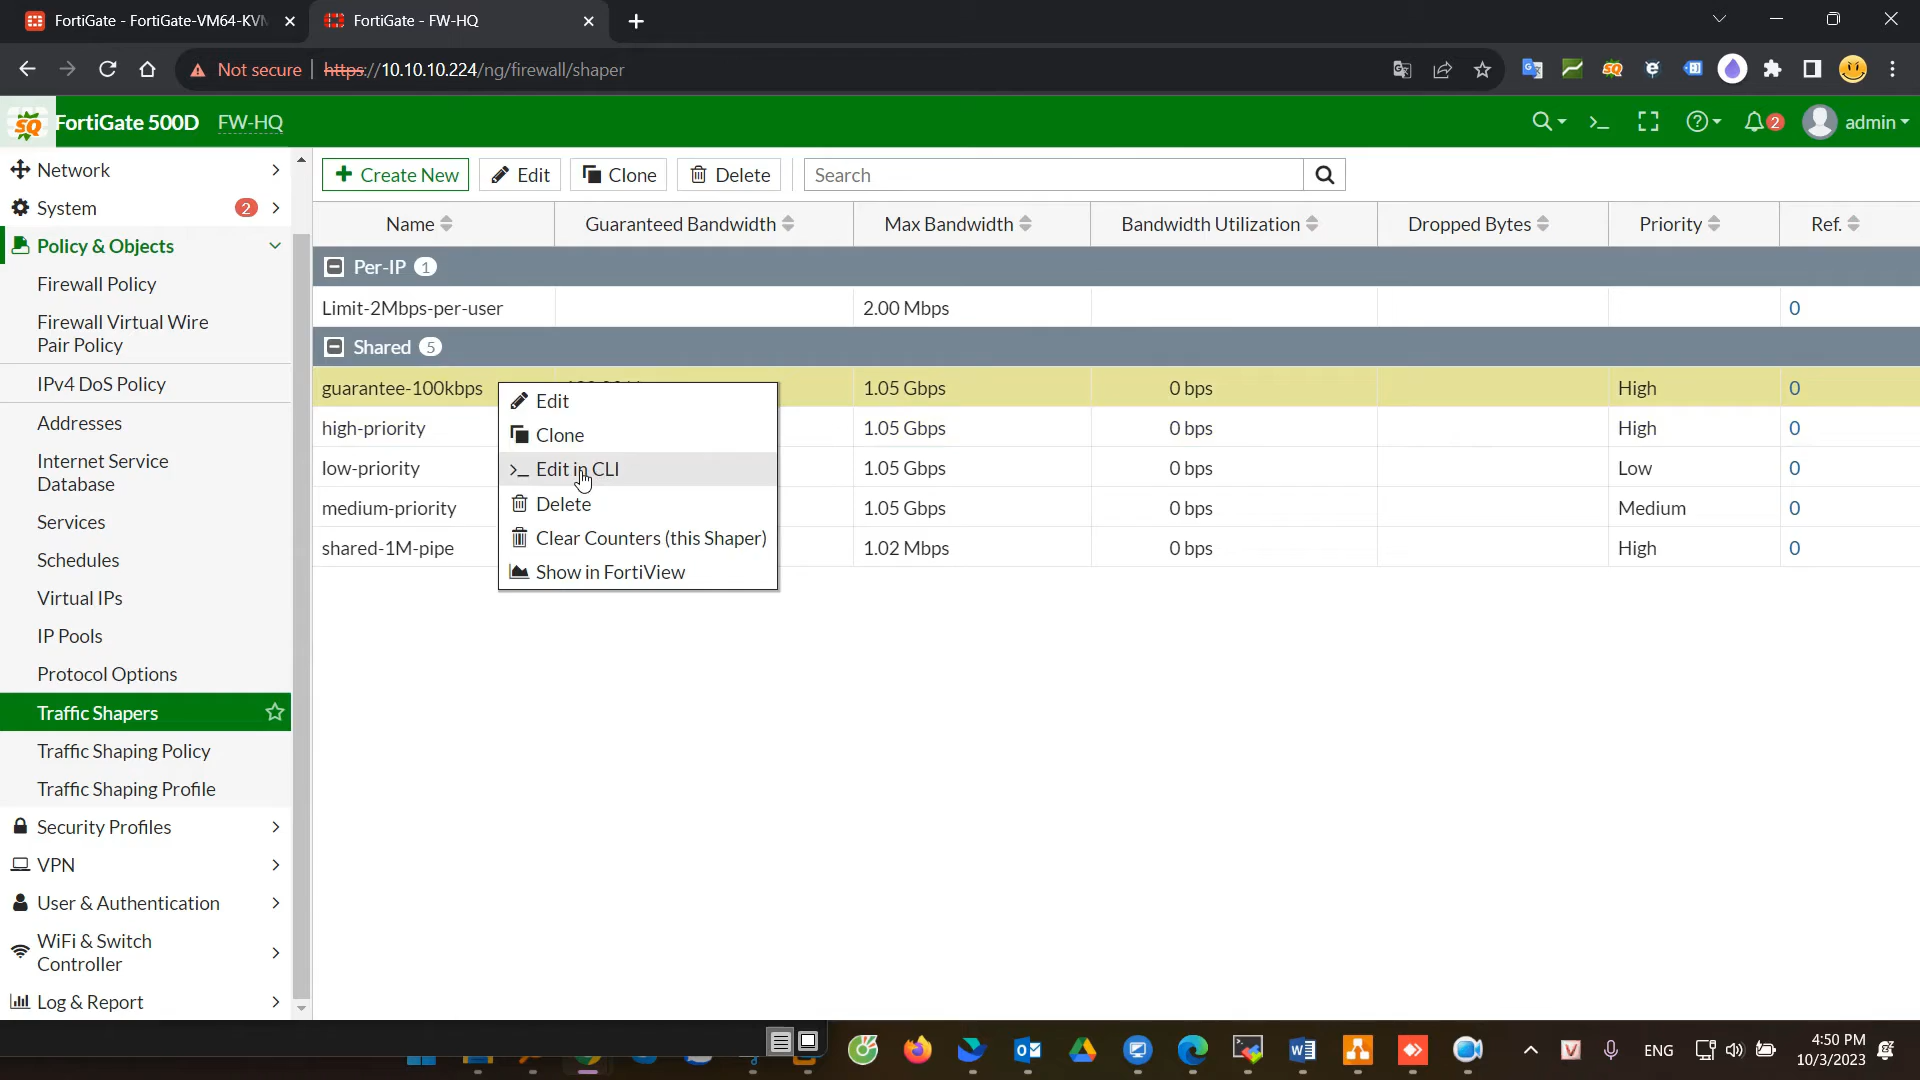 FortiGate - FortiGate-VM64-KVM
FortiGate - FW-HQ
Not secure
https://10.10.10.224/ng/firewall/shaper
SQ
FortiGate 500D
FW-HQ
2
admin
Network
System
2
Policy & Objects
Firewall Policy
Firewall Virtual Wire
Pair Policy
IPv4 DoS Policy
Addresses
Internet Service
Database
Services
Schedules
Virtual IPs
IP Pools
Protocol Options
Traffic Shapers
Traffic Shaping Policy
Traffic Shaping Profile
Security Profiles
VPN
User & Authentication
WiFi & Switch
Controller
Log & Report
Create New
Edit
Clone
Delete
Search
Name
Guaranteed Bandwidth
Max Bandwidth
Bandwidth Utilization
Dropped Bytes
Priority
Ref.
Per-IP 1
Limit-2Mbps-per-user 2.00 Mbps 0
Shared 5
guarantee-100kbps 1.05 Gbps 0 bps High 0
high-priority 1.05 Gbps 0 bps High 0
low-priority 1.05 Gbps 0 bps Low 0
medium-priority 1.05 Gbps 0 bps Medium 0
shared-1M-pipe 1.02 Mbps 0 bps High 0
Edit
Clone
Edit in CLI
Delete
Clear Counters (this Shaper)
Show in FortiView
ENG
4:50 PM
10/3/2023